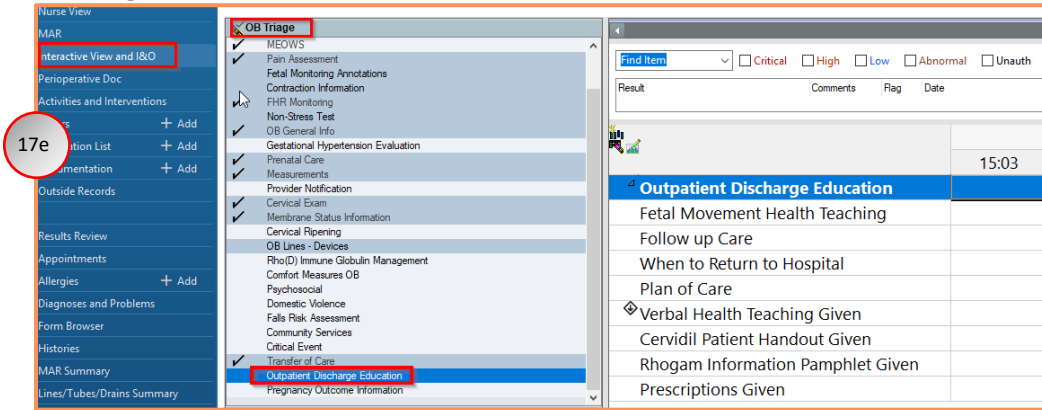 Nurse View
MAR
Interactive View and I&O
Perioperative Doc
Activities and Interventions
+ Add
+ Add
+ Add
17e
Outside Records
Results Review
Appointments
Allergies + Add
Diagnoses and Problems
Form Browser
Histories
MAR Summary
Lines/Tubes/Drains Summary
OB Triage
MEOWS
Pain Assessment
Fetal Monitoring Annotations
Contraction Information
FHR Monitoring
Non-Stress Test
OB General Info
Gestational Hypertension Evaluation
Prenatal Care
Measurements
Provider Notification
Cervical Exam
Membrane Status Information
Cervical Ripening
OB Lines - Devices
Rho(D) Immune Globulin Management
Comfort Measures OB
Psychosocial
Domestic Violence
Falls Risk Assessment
Community Services
Critical Event
Transfer of Care
Outpatient Discharge Education
Pregnancy Outcome Information
Find Item Critical High Low Abnormal Unauth
Result Comments Flag Date
15:03
Outpatient Discharge Education
Fetal Movement Health Teaching
Follow up Care
When to Return to Hospital
Plan of Care
Verbal Health Teaching Given
Cervidil Patient Handout Given
Rhogam Information Pamphlet Given
Prescriptions Given